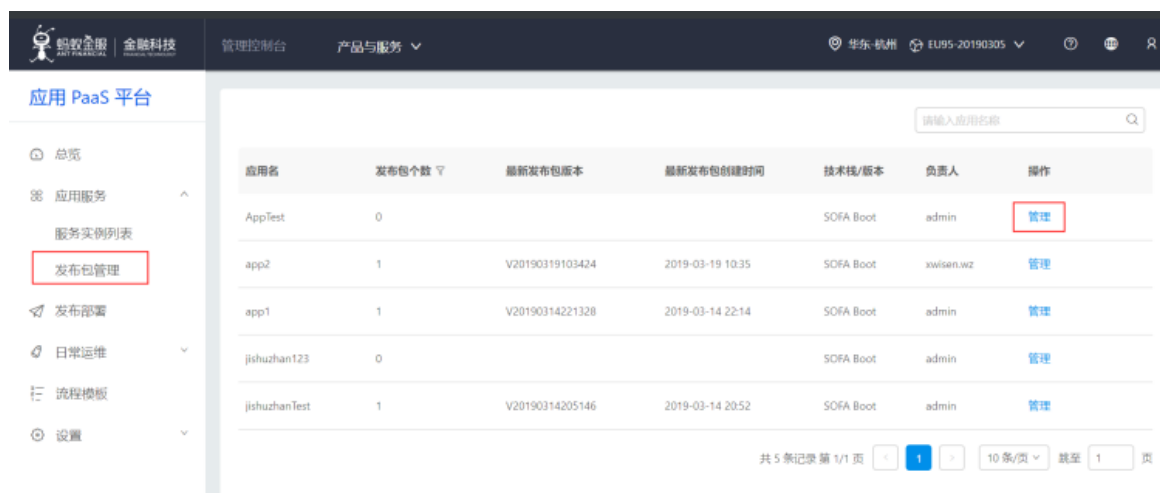 蚂蚁金服 金融科技 管理控制台 产品与服务 华东-杭州 EU95-20190305
ANT FINANCIAL
应用 PaaS 平台
请输入应用名称
总览
应用服务
服务实例列表
发布包管理
发布部署
日常运维
流程模板
设置
应用名 发布包个数 最新发布包版本 最新发布包创建时间 技术栈/版本 负责人 操作
AppTest 0 SOFA Boot admin 管理
app2 1 V20190319103424 2019-03-19 10:35 SOFA Boot xwisen.wz 管理
app1 1 V20190314221328 2019-03-14 22:14 SOFA Boot admin 管理
jishuzhan123 0 SOFA Boot admin 管理
jishuzhanTest 1 V20190314205146 2019-03-14 20:52 SOFA Boot admin 管理
共 5 条记录 第 1/1 页 < 1 > 10 条/页 跳至 1 页